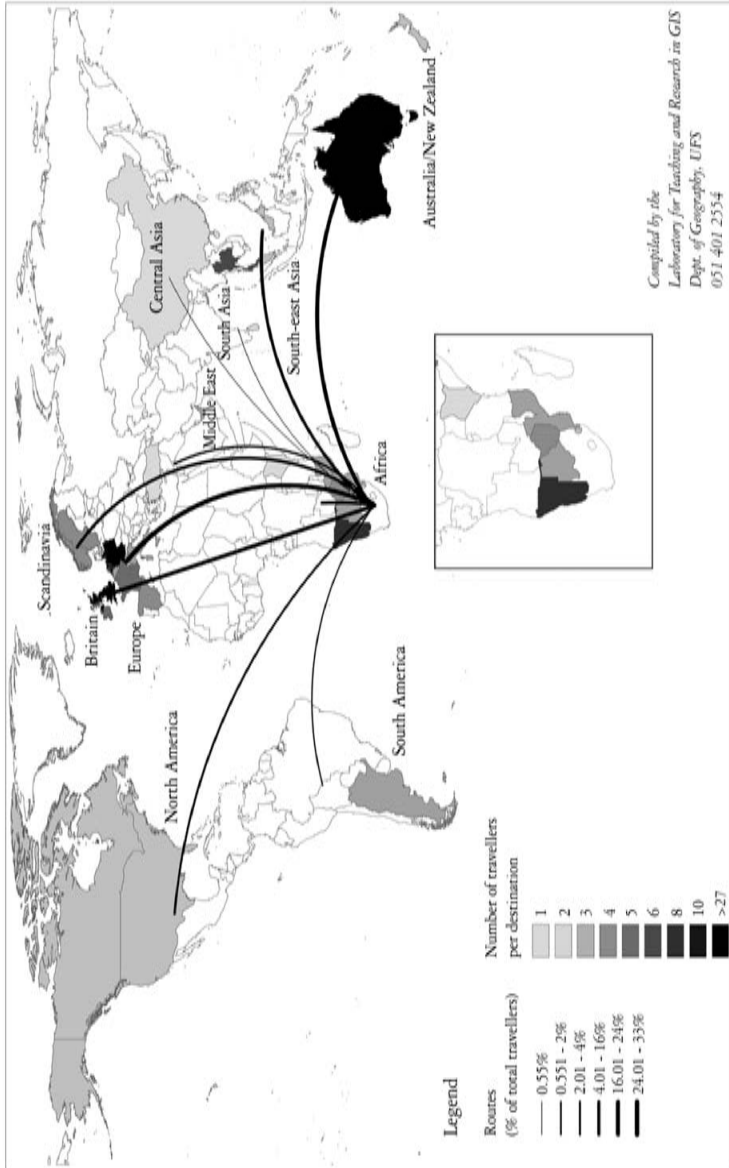 Scandinavia
Britain
Europe
North America
South America
Africa
Middle East
Central Asia
South Asia
South-east Asia
Australia/New Zealand
Legend
Routes
(% of total travellers)
0.55%
0.551 - 2%
2.01 - 4%
4.01 - 16%
16.01 - 24%
24.01 - 33%
Number of travellers
per destination
1
2
3
4
5
6
8
10
>27
Compiled by the
Laboratory for Teaching and Research in GIS
Dept. of Geography, UFS
051 401 2554